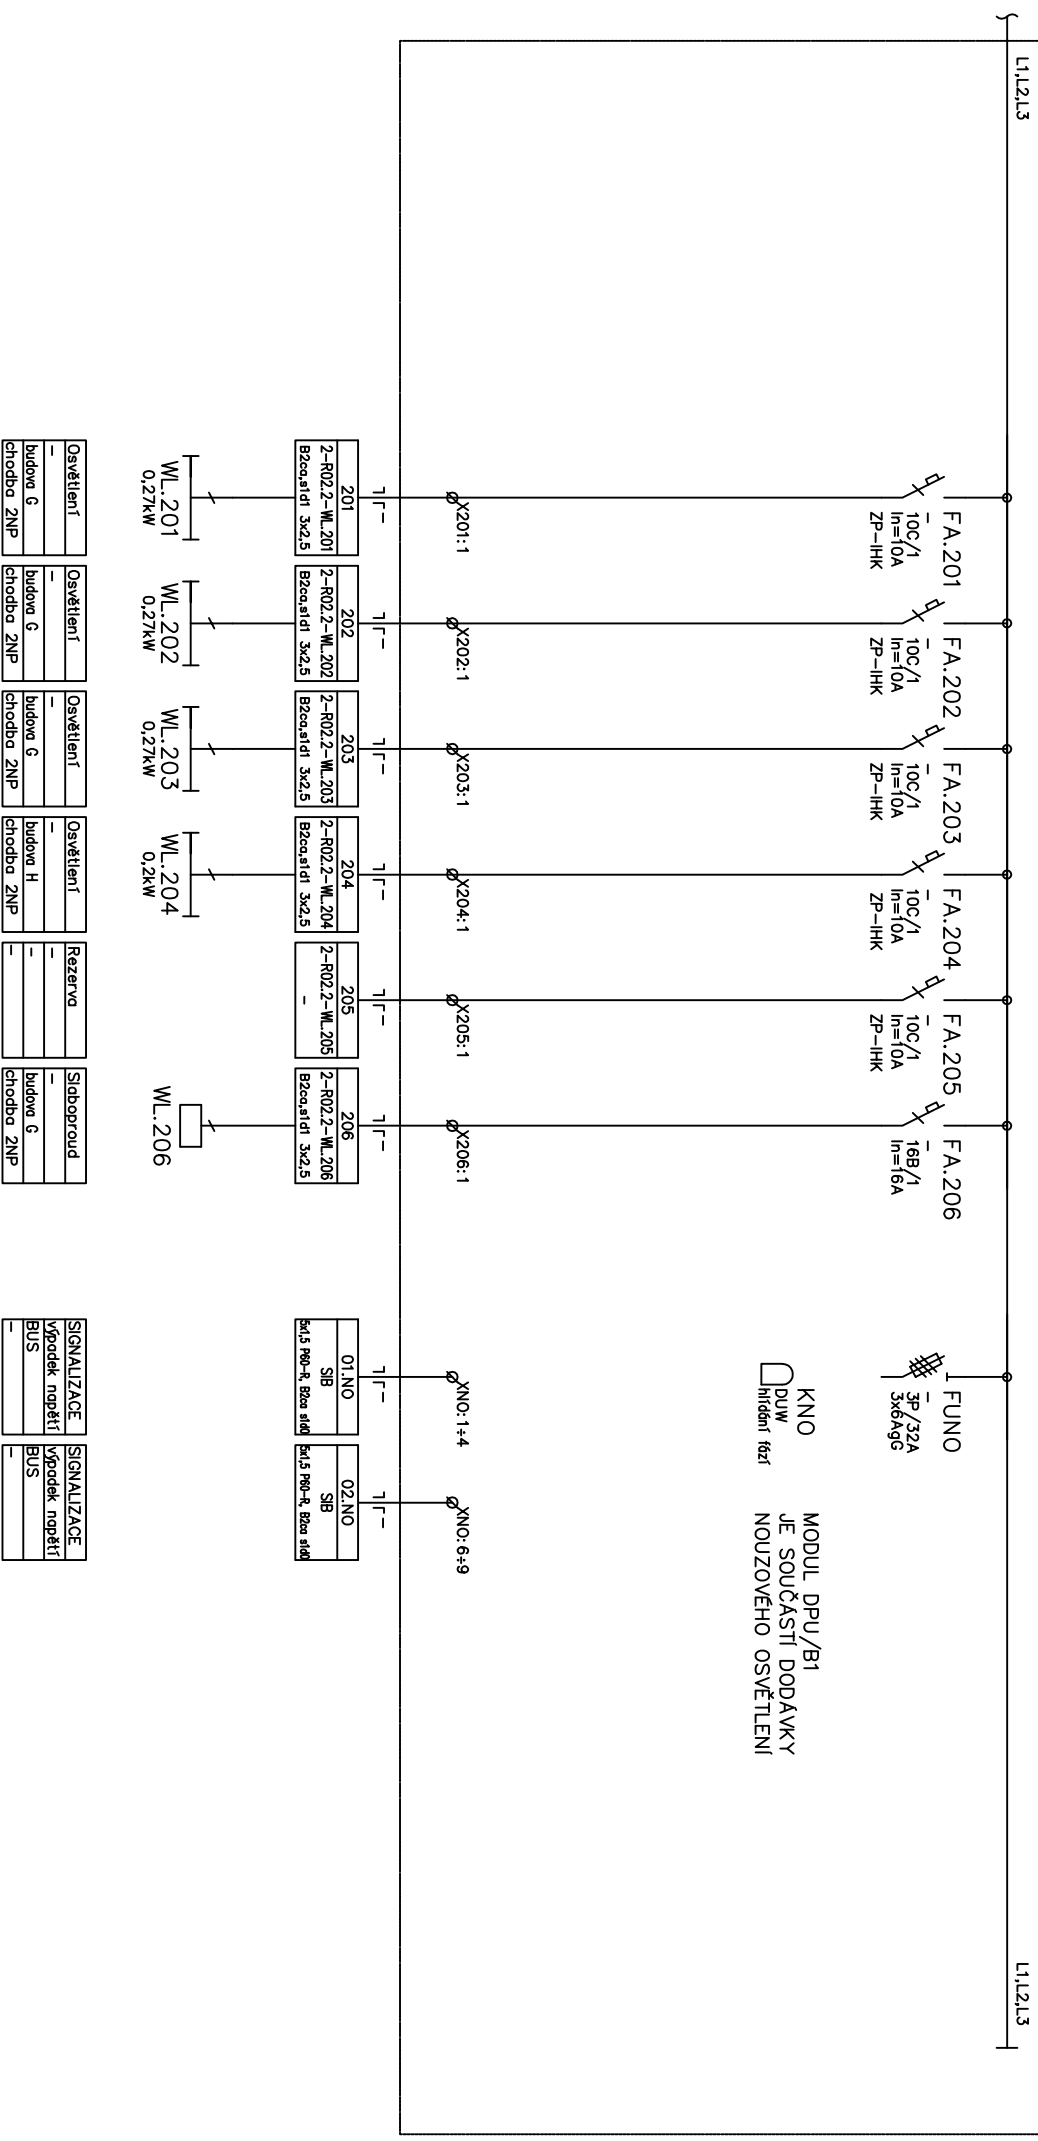 L1,L2,L3
L1,L2,L3
FA.201
–
10C/1
In=10A
ZP-IHK
FA.202
–
10C/1
In=10A
ZP-IHK
FA.203
–
10C/1
In=10A
ZP-IHK
FA.204
–
10C/1
In=10A
ZP-IHK
FA.205
–
10C/1
In=10A
ZP-IHK
FA.206
–
16B/1
In=16A
FUNO
–
3P/32A
3x6AgG
KNO
DUW
hlídání fází
MODUL DPU/B1
JE SOUČÁSTÍ DODÁVKY
NOUZOVÉHO OSVĚTLENÍ
X201:1
X202:1
X203:1
X204:1
X205:1
X206:1
XNO:1÷4
XNO:6÷9
201
2-R02.2-WL.201
B2ca,s1d1 3x2,5
202
2-R02.2-WL.202
B2ca,s1d1 3x2,5
203
2-R02.2-WL.203
B2ca,s1d1 3x2,5
204
2-R02.2-WL.204
B2ca,s1d1 3x2,5
205
2-R02.2-WL.205
–
206
2-R02.2-WL.206
B2ca,s1d1 3x2,5
01.NO
SIB
5x1,5 P60-R, B2ca s1d0
02.NO
SIB
5x1,5 P60-R, B2ca s1d0
WL.201
0,27kW
WL.202
0,27kW
WL.203
0,27kW
WL.204
0,2kW
WL.206
Osvětlení
–
budova G
chodba 2NP
Osvětlení
–
budova G
chodba 2NP
Osvětlení
–
budova G
chodba 2NP
Osvětlení
–
budova H
chodba 2NP
Rezerva
–
–
–
Slaboproud
–
budova G
chodba 2NP
SIGNALIZACE
výpadek napětí
BUS
–
SIGNALIZACE
výpadek napětí
BUS
–